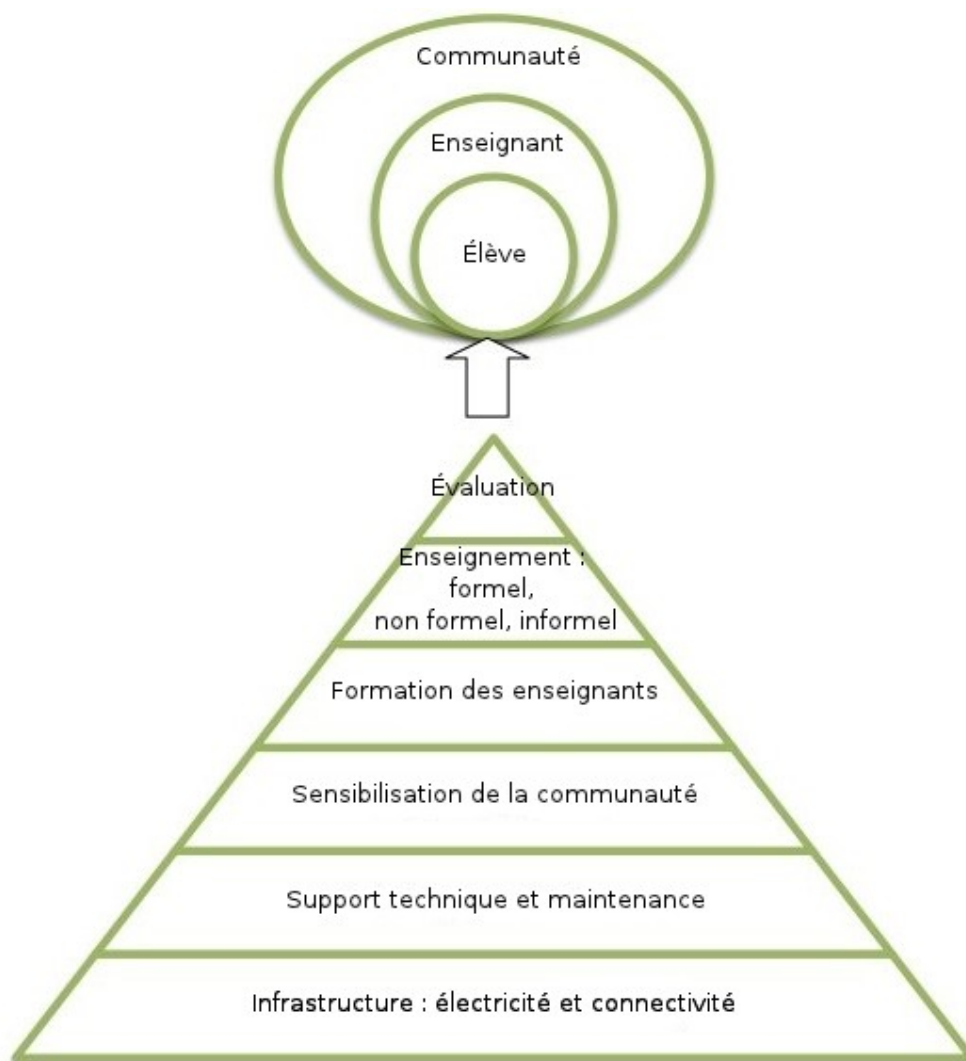 Communauté
Enseignant
Élève
Évaluation
Enseignement :
formel,
non formel, informel
Formation des enseignants
Sensibilisation de la communauté
Support technique et maintenance
Infrastructure : électricité et connectivité